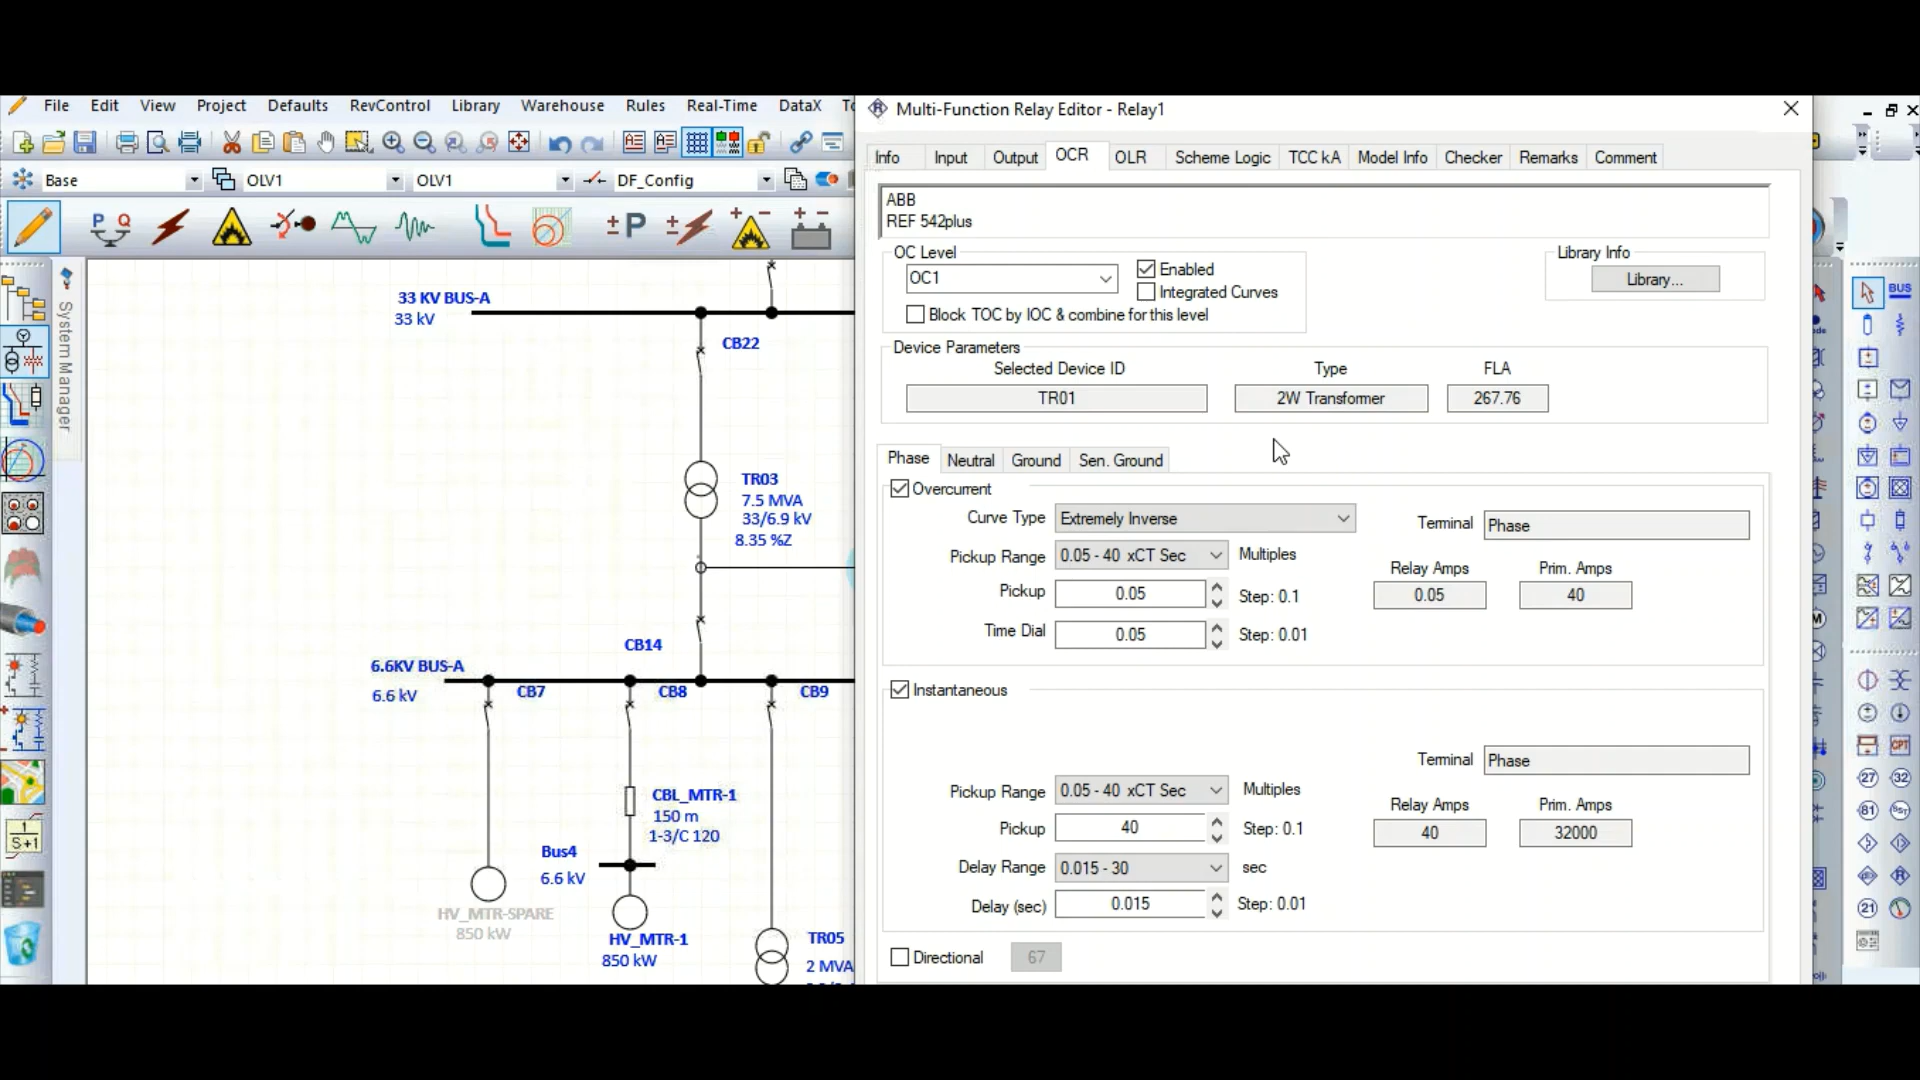 File Edit View Project Defaults RevControl Library Warehouse Rules Real-Time DataX
Base OLV1 OLV1 DF_Config
P Q
± P
System Manager
1
S+1
33 KV BUS-A
33 kV
CB22
TR03
7.5 MVA
33/6.9 kV
8.35 %Z
CB14
6.6KV BUS-A
6.6 kV
CB7
CB8
CB9
CBL_MTR-1
150 m
1-3/C 120
Bus4
6.6 kV
HV_MTR-SPARE
850 kW
HV_MTR-1
850 kW
TR05
2 MVA
Multi-Function Relay Editor - Relay1
Info Input Output OCR OLR Scheme Logic TCC kA Model Info Checker Remarks Comment
ABB
REF 542plus
OC Level
OC1
Enabled
Integrated Curves
Block TOC by IOC & combine for this level
Library Info
Library...
Device Parameters
Selected Device ID Type FLA
TR01 2W Transformer 267.76
Phase Neutral Ground Sen. Ground
Overcurrent
Curve Type Extremely Inverse Terminal Phase
Pickup Range 0.05 - 40 xCT Sec Multiples
Relay Amps Prim. Amps
Pickup 0.05 Step: 0.1 0.05 40
Time Dial 0.05 Step: 0.01
Instantaneous
Terminal Phase
Pickup Range 0.05 - 40 xCT Sec Multiples
Relay Amps Prim. Amps
Pickup 40 Step: 0.1 40 32000
Delay Range 0.015 - 30 sec
Delay (sec) 0.015 Step: 0.01
Directional 67
BUS
CPT
27 32
81
21